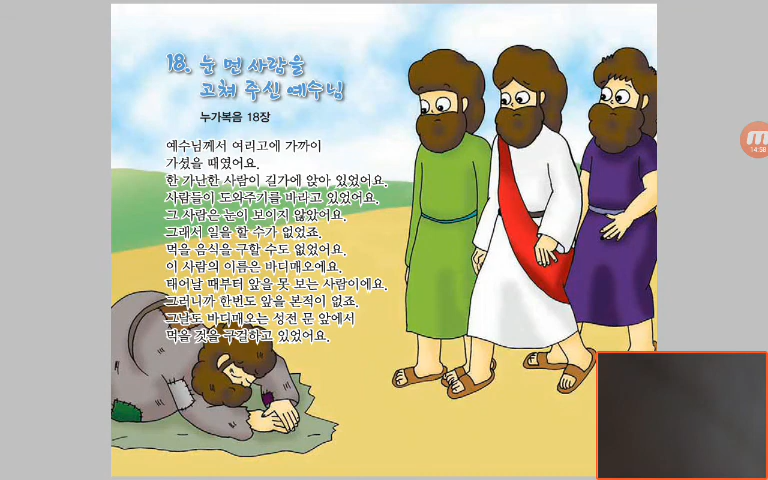 18. 눈 먼 사람을
고쳐 주신 예수님
누가복음 18장
예수님께서 여리고에 가까이
가셨을 때였어요.
한 가난한 사람이 길가에 앉아 있었어요.
사람들이 도와주기를 바라고 있었어요.
그 사람은 눈이 보이지 않았어요.
그래서 일을 할 수가 없었죠.
먹을 음식을 구할 수도 없었어요.
이 사람의 이름은 바디매오에요.
태어날 때부터 앞을 못 보는 사람이에요.
그러니까 한번도 앞을 본적이 없죠.
그날도 바디매오는 성전 문 앞에서
먹을 것을 구걸하고 있었어요.
14:58